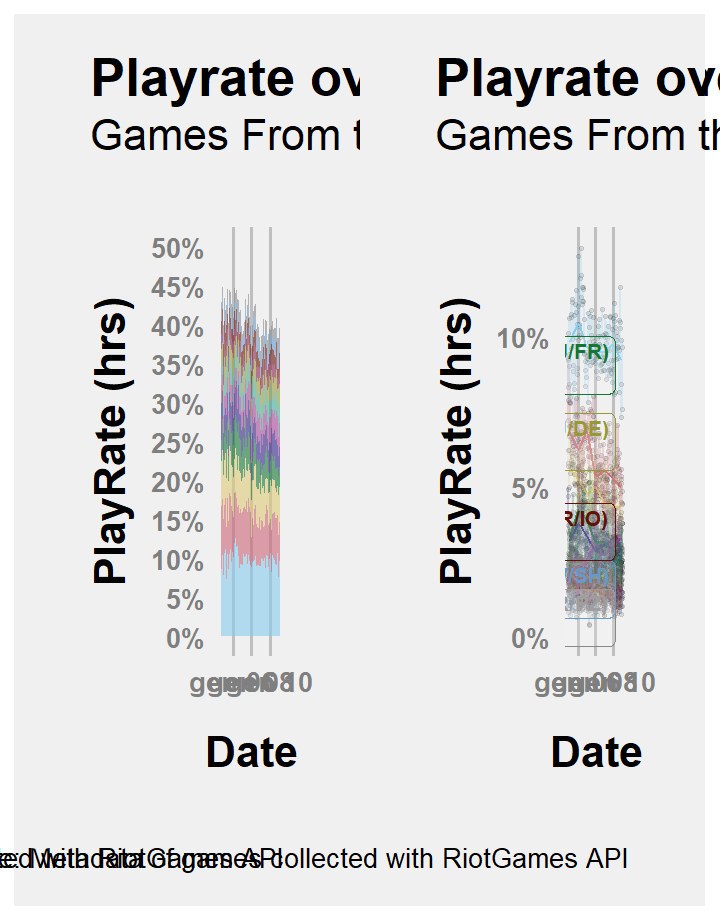 Playrate ov
Games From t
PlayRate (hrs)
50%
45%
40%
35%
30%
25%
20%
15%
10%
5%
0%
Date
Playrate ove
Games From th
PlayRate (hrs)
10%
5%
0%
/FR)
/DE)
R/IO)
/SH)
Date
collected with RiotGames API